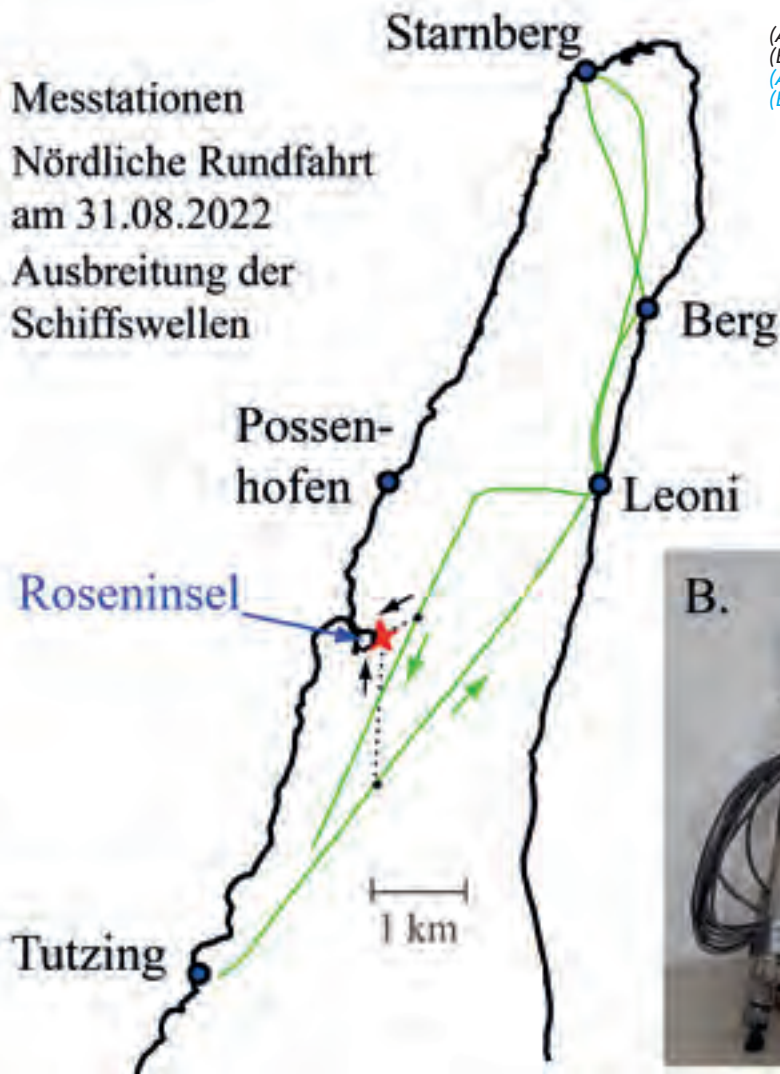 Starnberg
Messtationen
Nördliche Rundfahrt
am 31.08.2022
Ausbreitung der
Schiffswellen
Berg
Possen-
hofen
Leoni
Roseninsel
B.
1 km
Tutzing